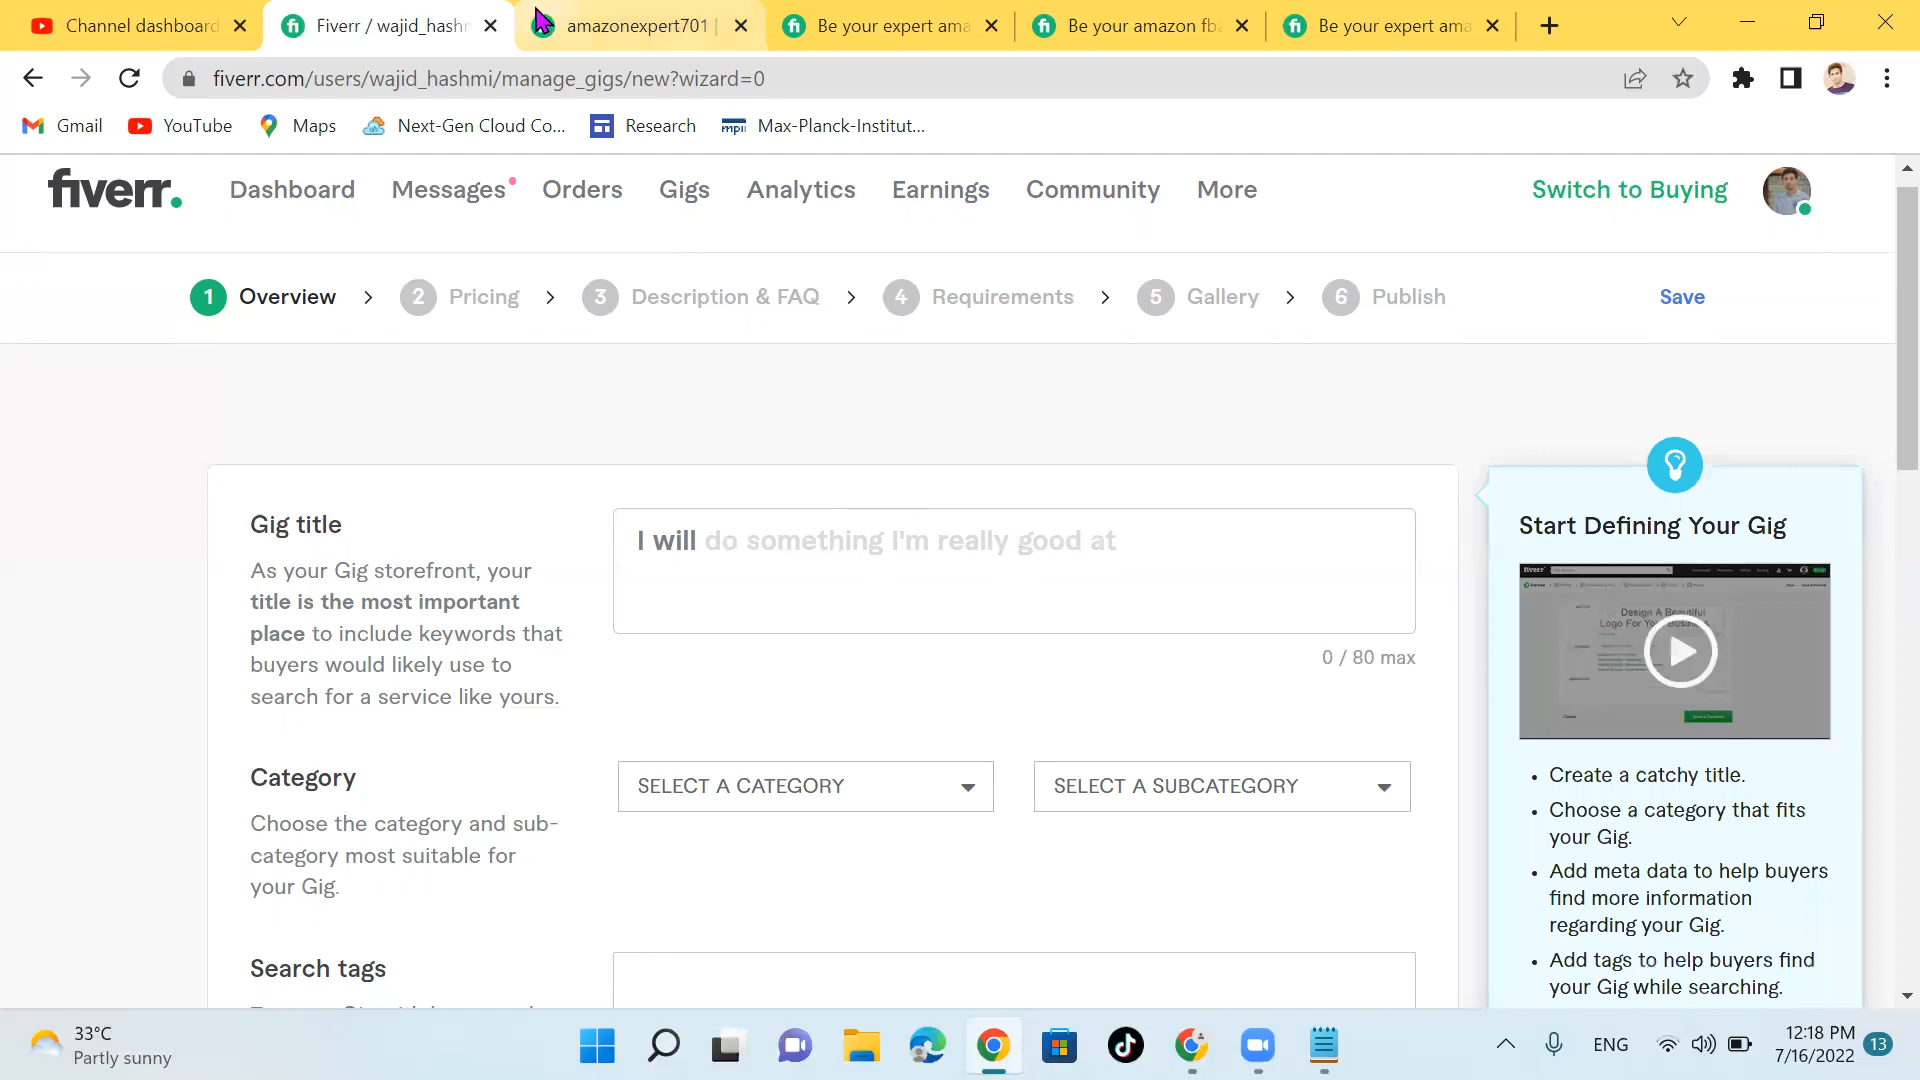 Channel dashboard
Fiverr / wajid_hashm
amazonexpert701 |
Be your expert ama
Be your amazon fba
Be your expert ama
fiverr.com/users/wajid_hashmi/manage_gigs/new?wizard=0
Gmail
YouTube
Maps
Next-Gen Cloud Co...
Research
Max-Planck-Institut...
fiverr.
Dashboard
Messages
Orders
Gigs
Analytics
Earnings
Community
More
Switch to Buying
1 Overview
2 Pricing
3 Description & FAQ
4 Requirements
5 Gallery
6 Publish
Save
Gig title
As your Gig storefront, your
title is the most important
place to include keywords that
buyers would likely use to
search for a service like yours.
I will do something I'm really good at
0 / 80 max
Category
Choose the category and sub-
category most suitable for
your Gig.
SELECT A CATEGORY
SELECT A SUBCATEGORY
Search tags
Start Defining Your Gig
Design A Beautiful
Logo For Your Business.
• Create a catchy title.
• Choose a category that fits
your Gig.
• Add meta data to help buyers
find more information
regarding your Gig.
• Add tags to help buyers find
your Gig while searching.
33°C
Partly sunny
ENG
12:18 PM
7/16/2022
13